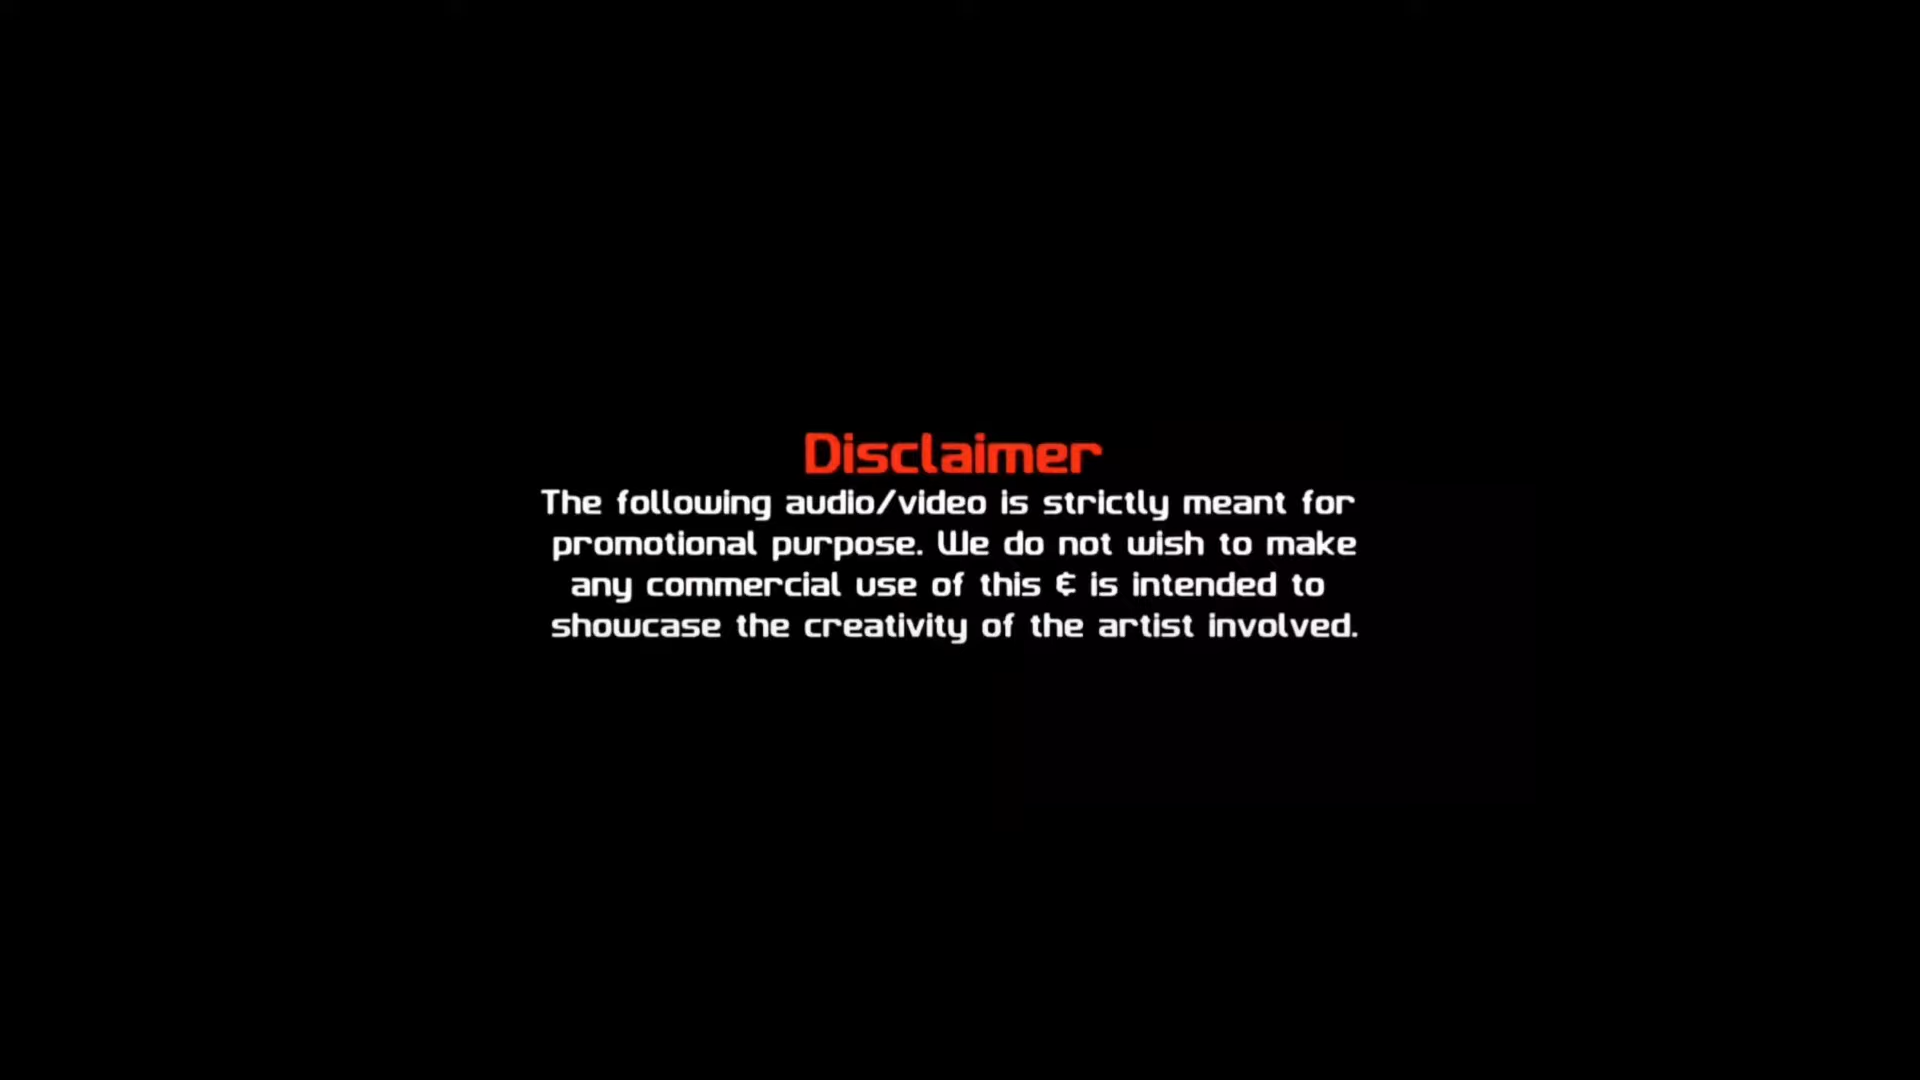 Disclaimer
The following audio/video is strictly meant for
promotional purpose. We do not wish to make
any commercial use of this & is intended to
showcase the creativity of the artist involved.